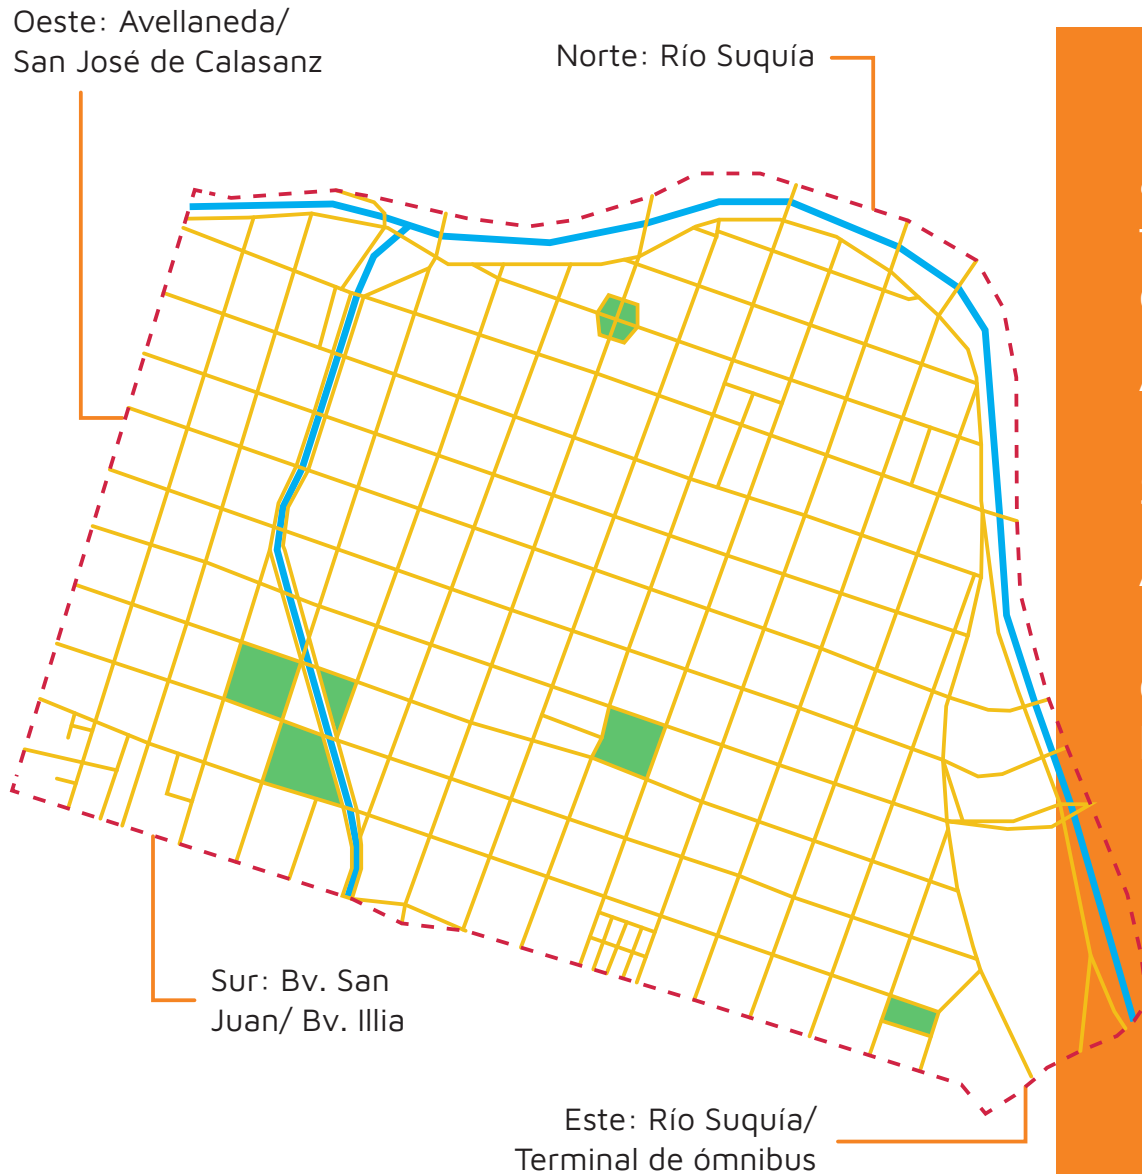 Oeste: Avellaneda/
San José de Calasanz
Norte: Río Suquía
Sur: Bv. San
Juan/ Bv. Illia
Este: Río Suquía/
Terminal de ómnibus